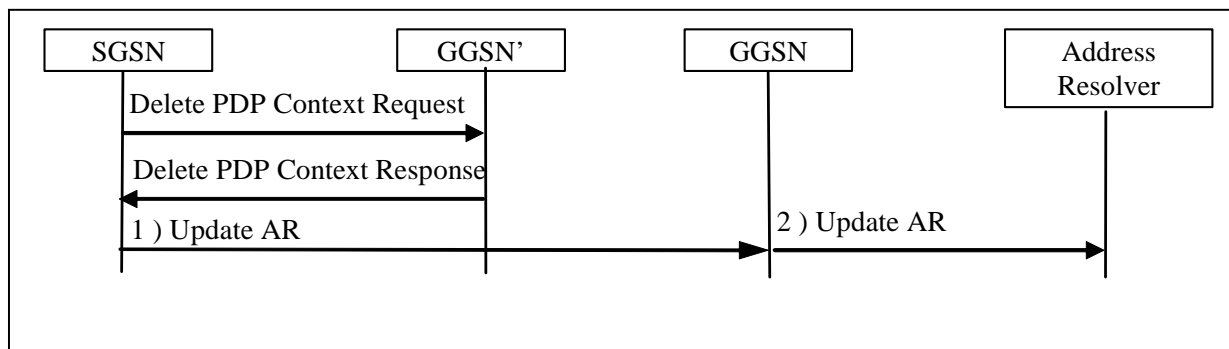 SGSN
GGSN’
GGSN
Address
Resolver
Delete PDP Context Request
Delete PDP Context Response
1 ) Update AR
2 ) Update AR